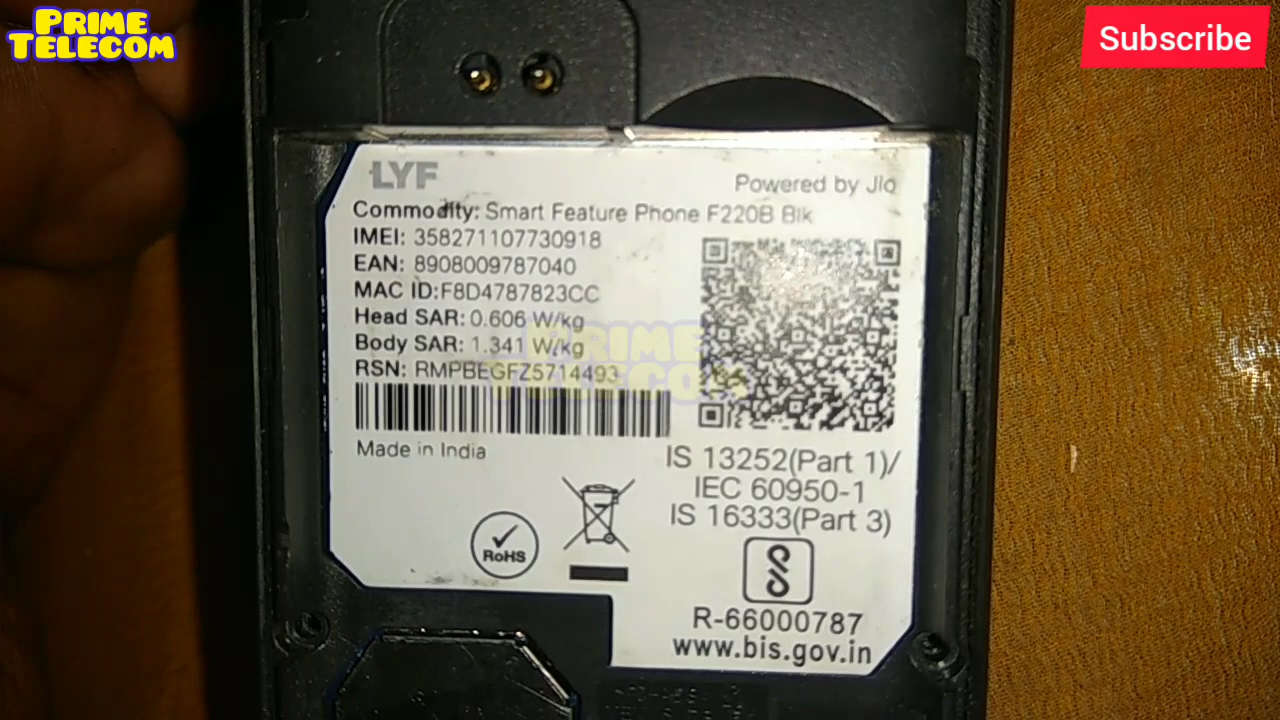 PRIME
TELECOM
Subscribe
LYF
Powered by Jio
Commodity: Smart Feature Phone F220B Blk
IMEI: 358271107730918
EAN: 8908009787040
MAC ID:F8D4787823CC
Head SAR: 0.606 W/kg
Body SAR: 1.341 W/kg
RSN: RMPBEGFZ5714493
PRIME
TELECOM
Made in India
IS 13252(Part 1)/
IEC 60950-1
IS 16333(Part 3)
RoHS
R-66000787
www.bis.gov.in